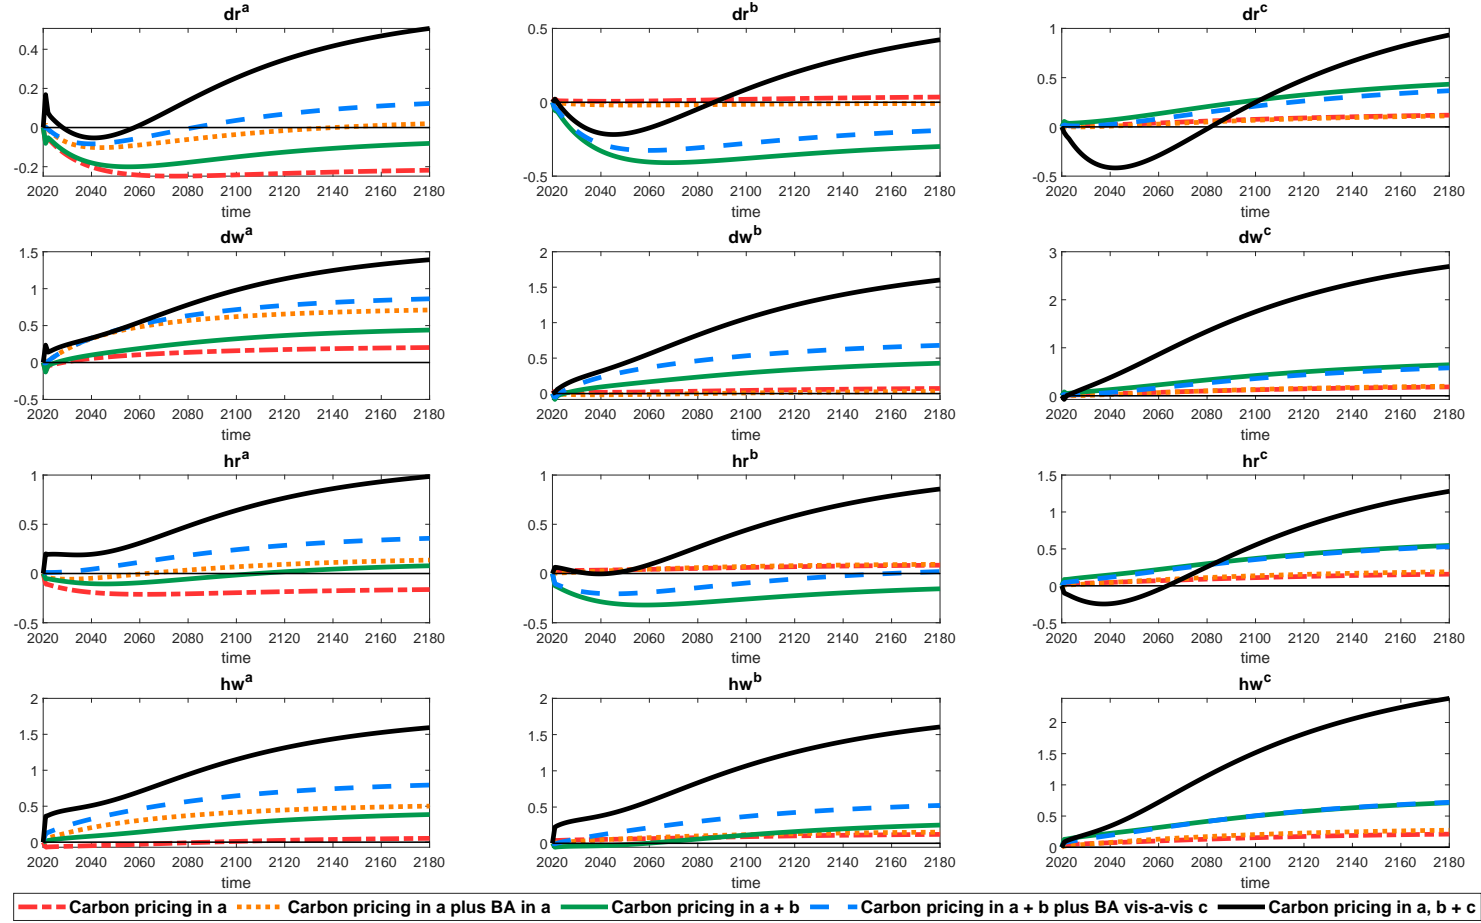 dr^a dr^b dr^c
0.4 0.5 1
0.2 0.5
0 0 0
-0.2 -0.5 -0.5
2020 2040 2060 2080 2100 2120 2140 2160 2180 2020 2040 2060 2080 2100 2120 2140 2160 2180 2020 2040 2060 2080 2100 2120 2140 2160 2180
time time time
dw^a dw^b dw^c
1.5 2 3
1 1.5 2
0.5 1 1
0 0.5 0
-0.5 0
2020 2040 2060 2080 2100 2120 2140 2160 2180 2020 2040 2060 2080 2100 2120 2140 2160 2180 2020 2040 2060 2080 2100 2120 2140 2160 2180
time time time
hr^a hr^b hr^c
1 1 1.5
0.5 0.5 1
0 0 0.5
-0.5 -0.5 0
-0.5
2020 2040 2060 2080 2100 2120 2140 2160 2180 2020 2040 2060 2080 2100 2120 2140 2160 2180 2020 2040 2060 2080 2100 2120 2140 2160 2180
time time time
hw^a hw^b hw^c
2 2 2
1.5 1.5 1.5
1 1 1
0.5 0.5 0.5
0 0 0
2020 2040 2060 2080 2100 2120 2140 2160 2180 2020 2040 2060 2080 2100 2120 2140 2160 2180 2020 2040 2060 2080 2100 2120 2140 2160 2180
time time time
Carbon pricing in a Carbon pricing in a plus BA in a Carbon pricing in a + b Carbon pricing in a + b plus BA vis-a-vis c Carbon pricing in a, b + c